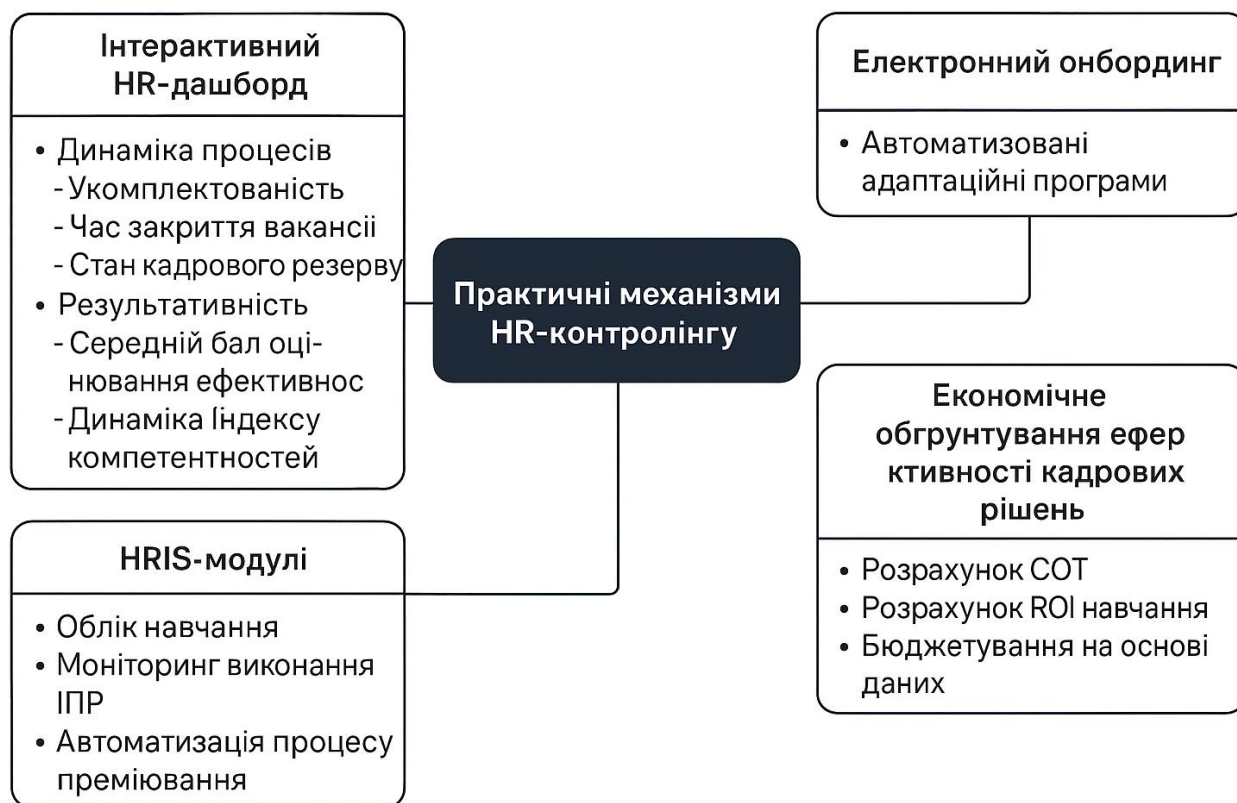 Інтерактивний
HR-дашборд
• Динаміка процесів
- Укомплектованість
- Час закриття вакансіі
- Стан кадрового резерву
• Результативність
- Середній бал оці-
нювання ефективнос
- Динаміка Індексу
компетентностей
HRIS-модулі
• Облік навчання
• Моніторинг виконання
ІПР
• Автоматизація процесу
преміювання
Практичні механізми
HR-контролінгу
Електронний онбординг
• Автоматизовані
адаптаційні програми
Економічне
обгрунтування ефер
ктивності кадрових
рішень
• Розрахунок СОТ
• Розрахунок ROI навчання
• Бюджетування на основі
даних